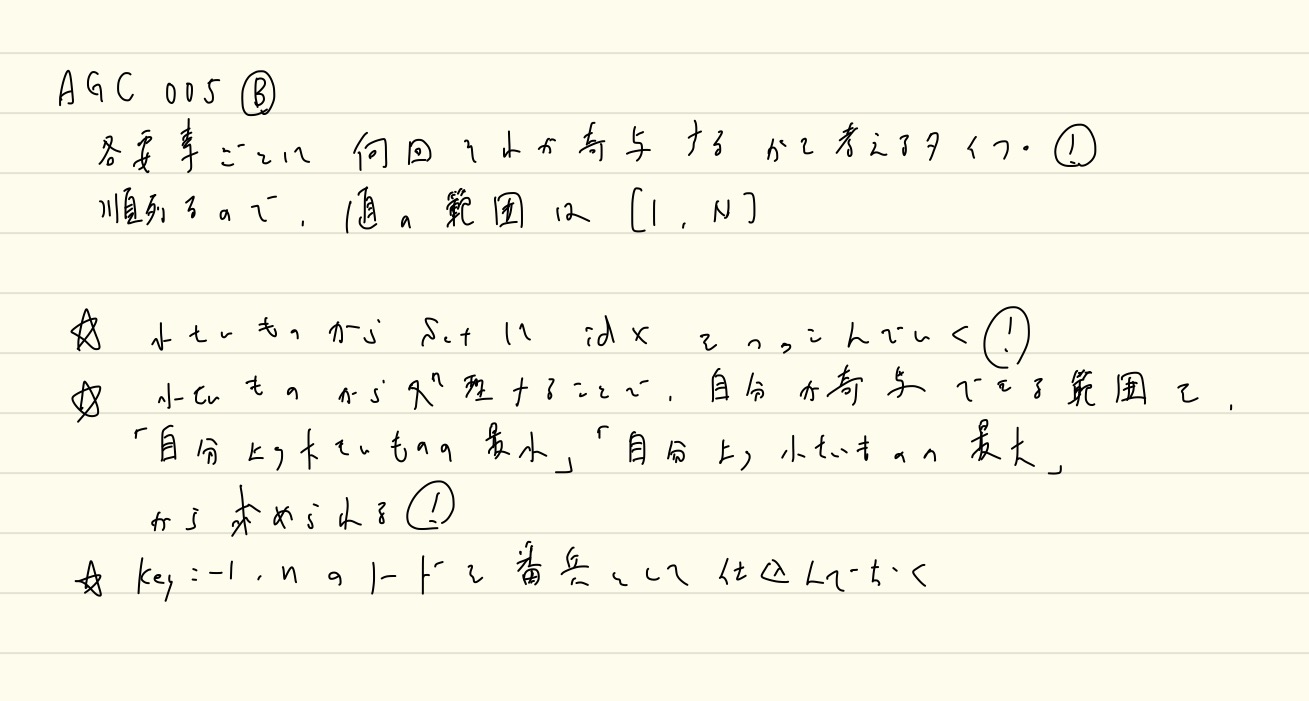 AGC 005 Ⓑ
各要素ごとに 何回それが寄与するかで考えるタイプ. !
順列なので, 値の範囲は [1, N]
☆ 小さいものから Set に idx をつっこんでいく !
☆ 小さいものから処理することで, 自分が寄与できる範囲を,
「自分より大きいものの最小」「自分より小さいものの最大」
から求められる !
☆ key = -1, n のノードを番兵として仕込んでおく